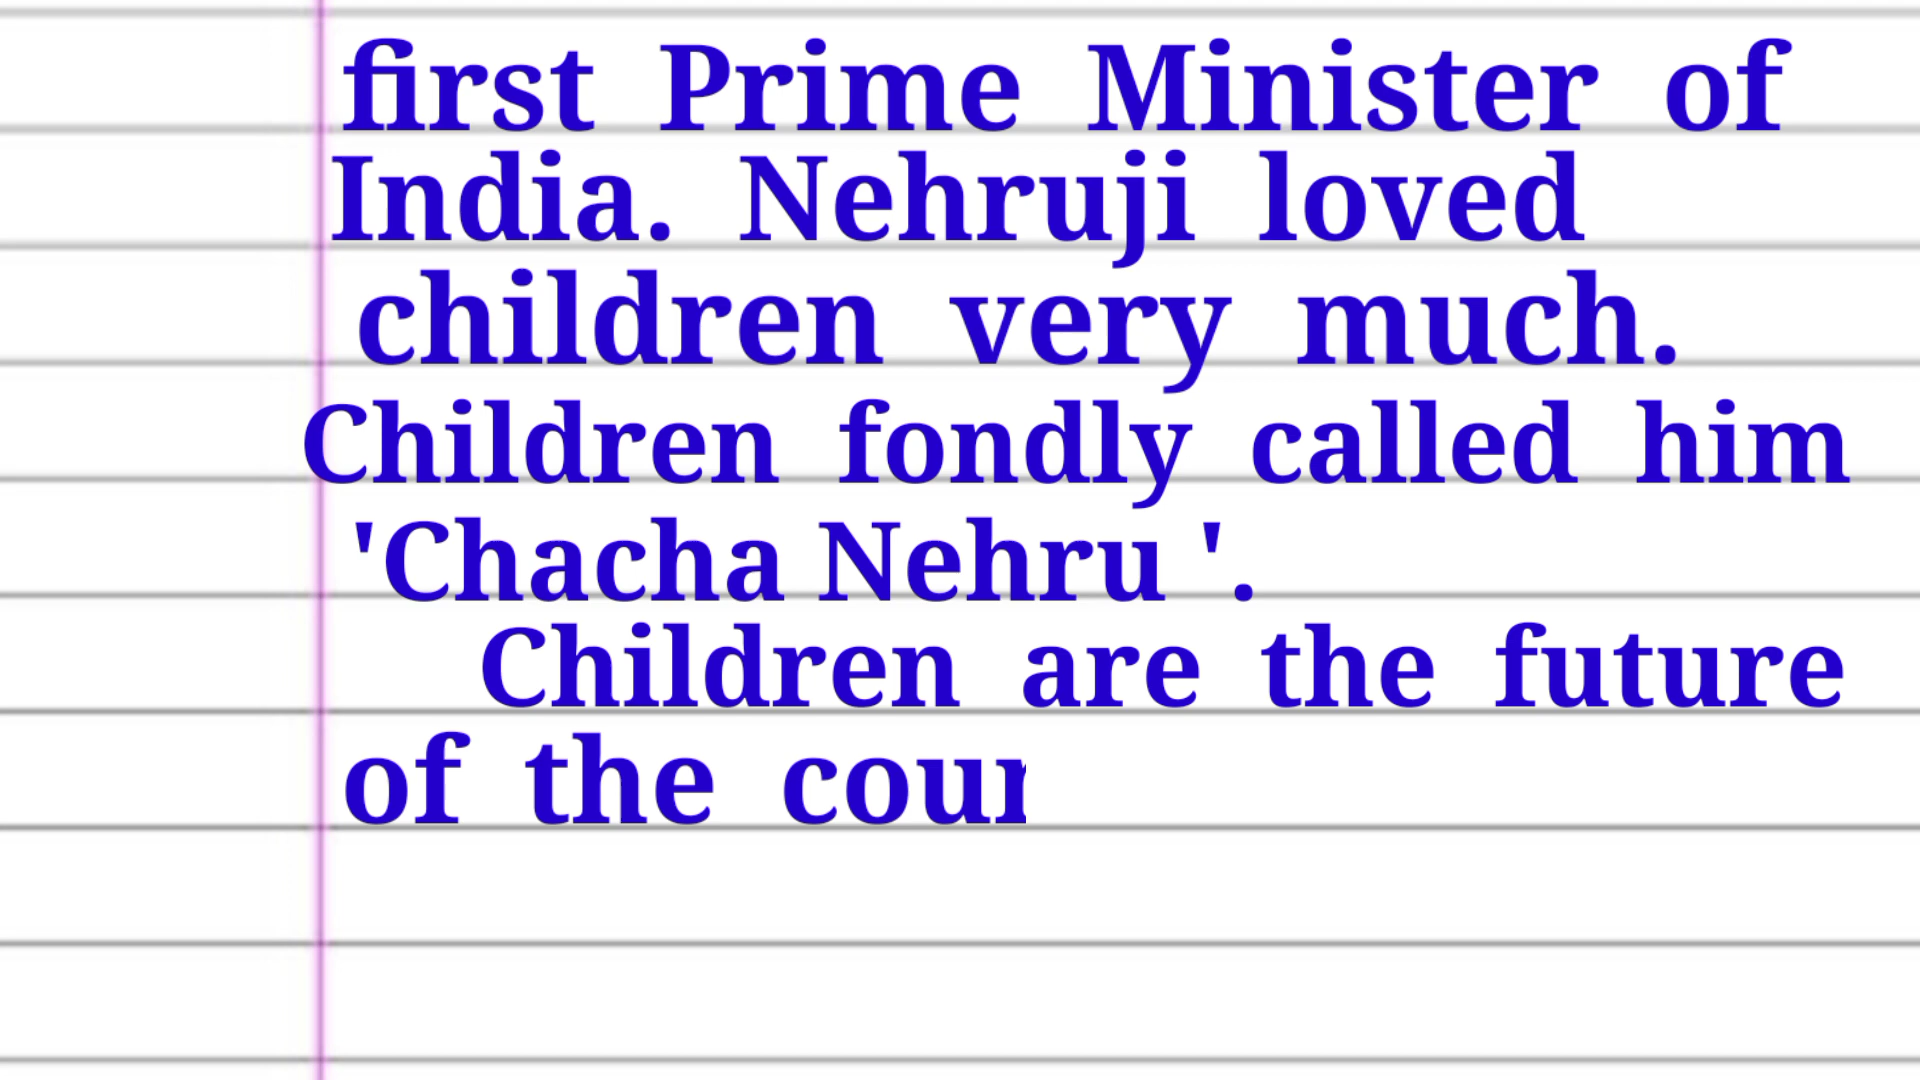 first Prime Minister of
India. Nehruji loved
children very much.
Children fondly called him
'Chacha Nehru '.
Children are the future
of the